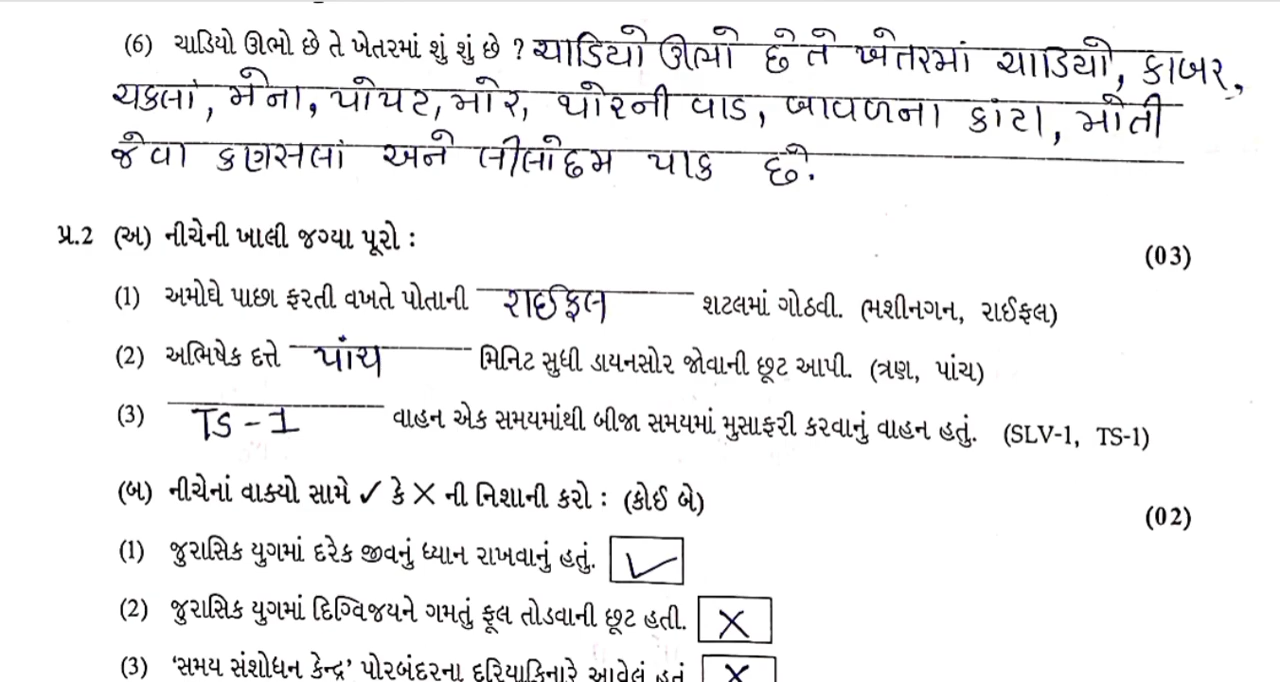 (6) ચાડિયો ઊભો છે તે ખેતરમાં શું શું છે ? ચાડિયો ઊભો છે તે ખેતરમાં ચાડિયો, કાબર,
ચકલાં, મેના, પોપટ, મોર, થોરની વાડ, બાવળના કાંટા, મોતી
જેવા કણસલાં અને લીલોછમ પાક છે.
પ્ર.2 (અ) નીચેની ખાલી જગ્યા પૂરો : (03)
(1) અમોઘે પાછા ફરતી વખતે પોતાની રાઈફલ શટલમાં ગોઠવી. (મશીનગન, રાઈફલ)
(2) અભિષેક દત્તે પાંચ મિનિટ સુધી ડાયનસોર જોવાની છૂટ આપી. (ત્રણ, પાંચ)
(3) TS-1 વાહન એક સમયમાંથી બીજા સમયમાં મુસાફરી કરવાનું વાહન હતું. (SLV-1, TS-1)
(બ) નીચેનાં વાક્યો સામે ✓ કે X ની નિશાની કરો : (કોઈ બે) (02)
(1) જુરાસિક યુગમાં દરેક જીવનું ધ્યાન રાખવાનું હતું. ✓
(2) જુરાસિક યુગમાં દિગ્વિજયને ગમતું ફૂલ તોડવાની છૂટ હતી. X
(3) ‘સમય સંશોધન કેન્દ્ર’ પોરબંદરના દરિયાકિનારે આવેલું હતું X